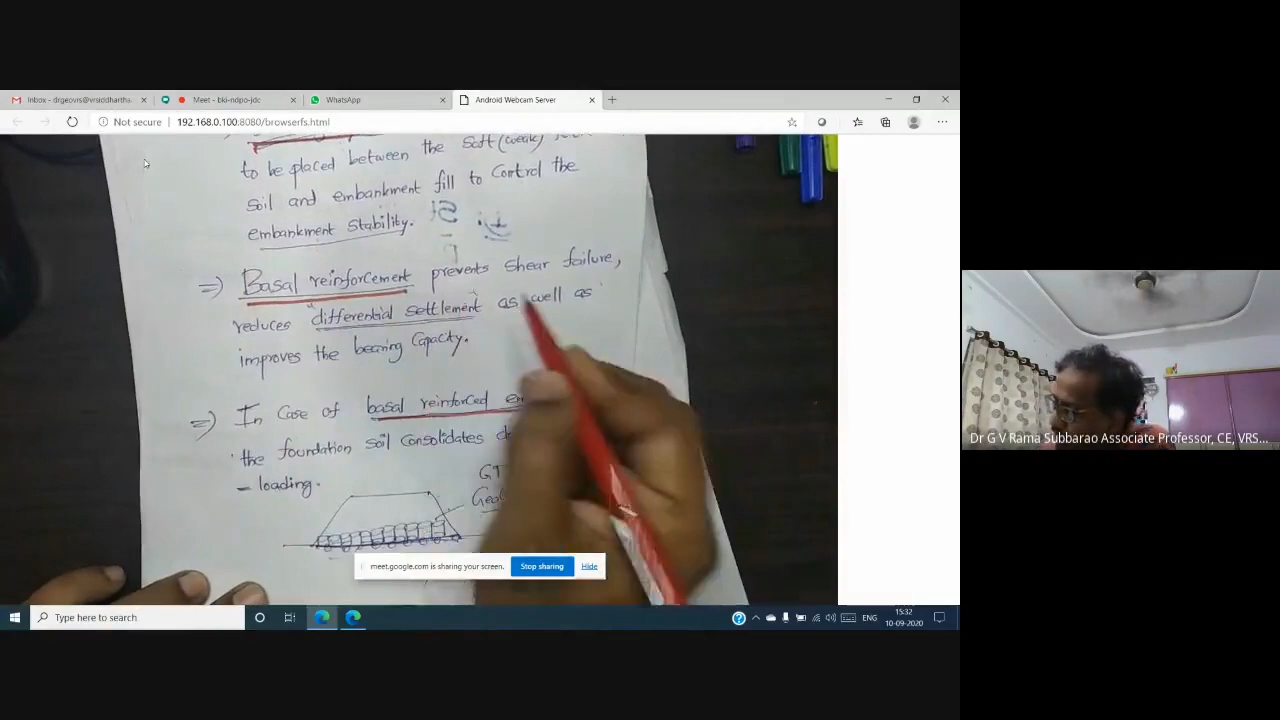 Inbox - drgeovrs@vrsiddhartha.
Meet - bki-ndpo-jdc
WhatsApp
Android Webcam Server
Not secure
192.168.0.100:8080/browserfs.html
to be placed between the soft (weak)
soil and embankment fill to control the
embankment stability.
=) Basal reinforcement prevents shear failure,
reduces "differential settlement as well as
improves the bearing capacity.
=) In case of basal reinforced
the foundation soil consolidates
- loading.
GT
meet.google.com is sharing your screen.
Stop sharing
Hide
Dr G V Rama Subbarao Associate Professor, CE, VRS...
Type here to search
ENG
15:32
10-09-2020